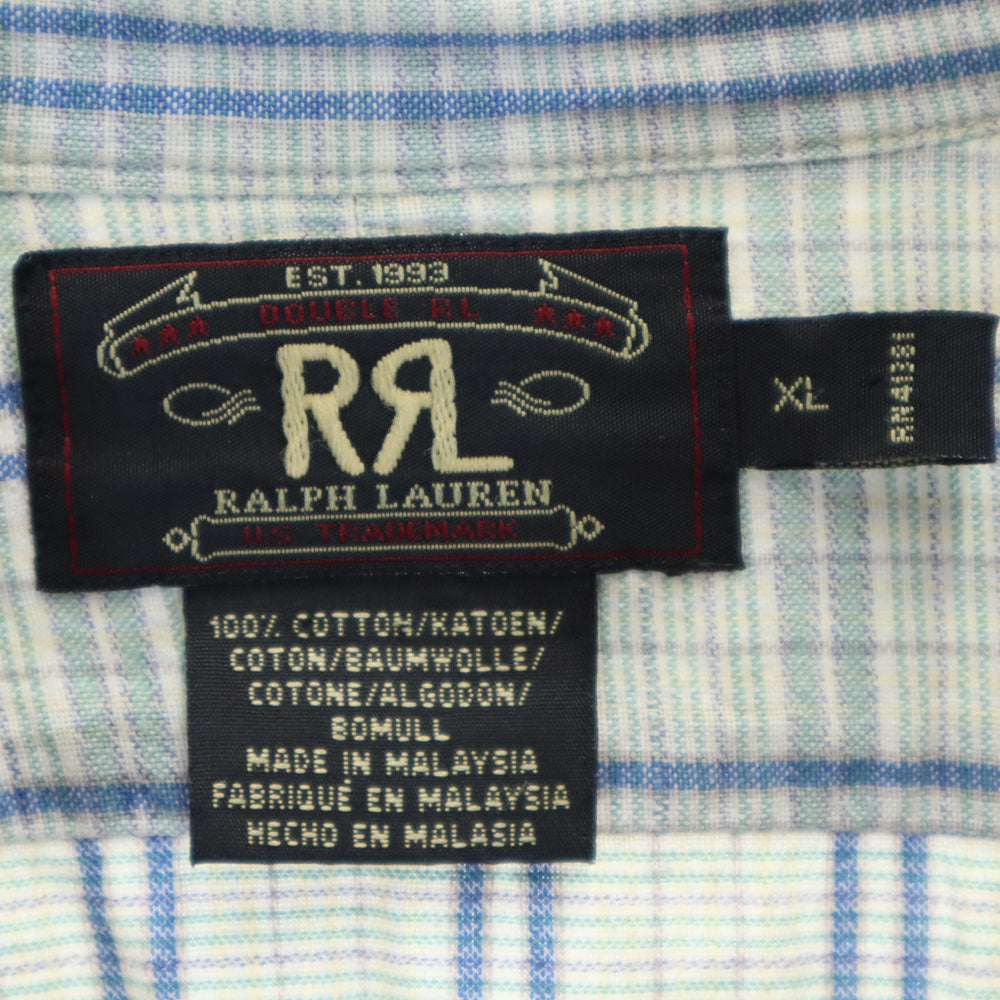 EST. 1993
DOUBLE RL
RRL
RALPH LAUREN
U.S. TRADEMARK
XL
100% COTTON/KATOEN/
COTON/BAUMWOLLE/
COTONE/ALGODON/
BOMULL
MADE IN MALAYSIA
FABRIQUÉ EN MALAYSIA
HECHO EN MALASIA